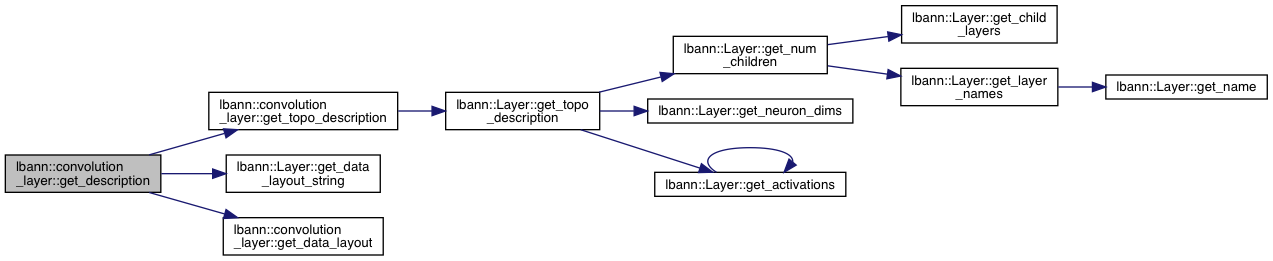 lbann::convolution
_layer::get_description
lbann::convolution
_layer::get_topo_description
lbann::Layer::get_data
_layout_string
lbann::convolution
_layer::get_data_layout
lbann::Layer::get_topo
_description
lbann::Layer::get_num
_children
lbann::Layer::get_neuron_dims
lbann::Layer::get_activations
lbann::Layer::get_child
_layers
lbann::Layer::get_layer
_names
lbann::Layer::get_name